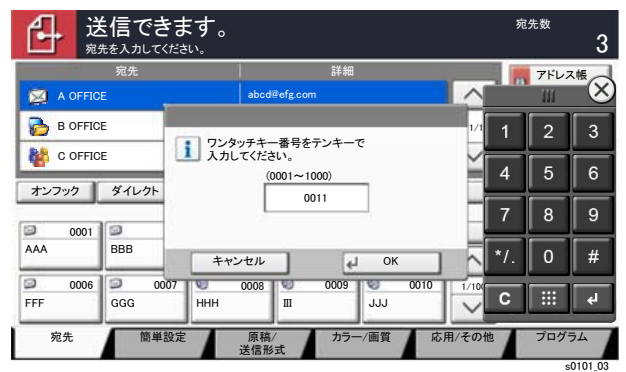 送信できます。
宛先を入力してください。
宛先数
3
宛先 詳細
アドレス帳
A OFFICE abcd@efg.com
B OFFICE
C OFFICE
1/1
ワンタッチキー番号をテンキーで
入力してください。
(0001～1000)
0011
キャンセル OK
オンフック ダイレクト
0001
AAA BBB
0006 0007 0008 0009 0010
FFF GGG HHH III JJJ
1/100
1 2 3
4 5 6
7 8 9
*/. 0 #
C
宛先 簡単設定 原稿/
送信形式 カラー/画質 応用/その他 プログラム
s0101_03